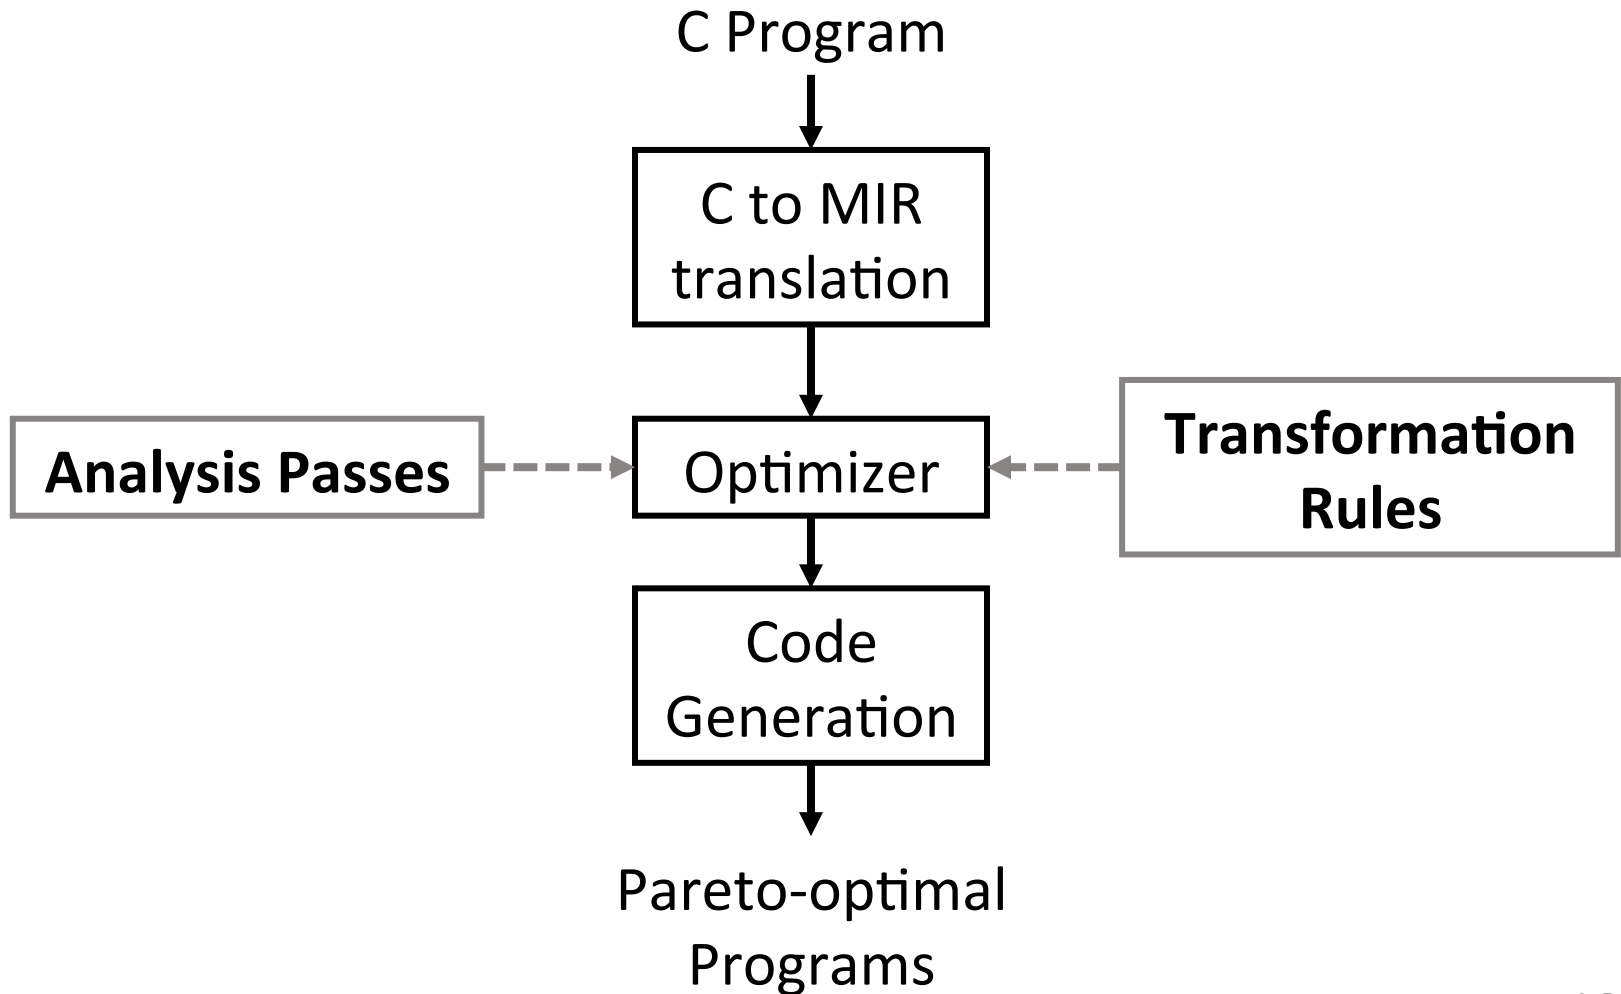 C Program
C to MIR
translation
Analysis Passes
Optimizer
Transformation
Rules
Code
Generation
Pareto-optimal
Programs